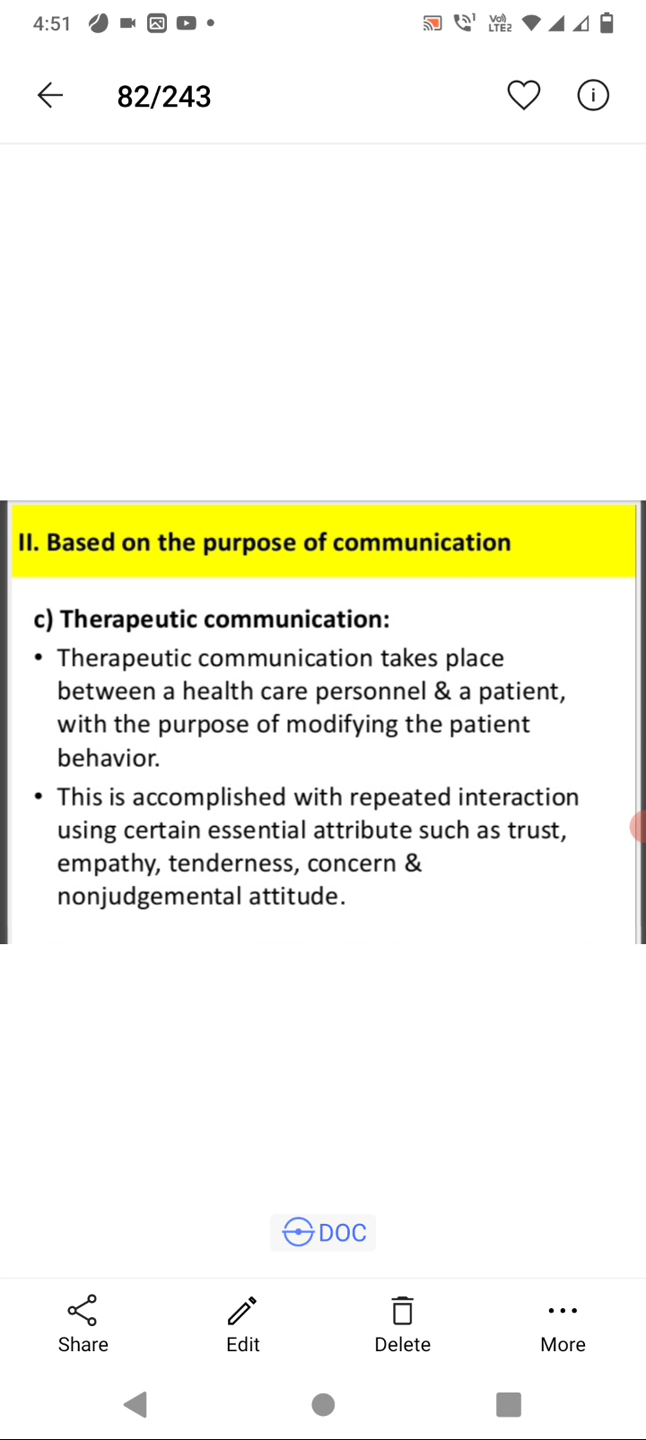 4:51
Vo) LTE2
82/243
II. Based on the purpose of communication
c) Therapeutic communication:
• Therapeutic communication takes place
between a health care personnel & a patient,
with the purpose of modifying the patient
behavior.
• This is accomplished with repeated interaction
using certain essential attribute such as trust,
empathy, tenderness, concern &
nonjudgemental attitude.
DOC
Share Edit Delete More